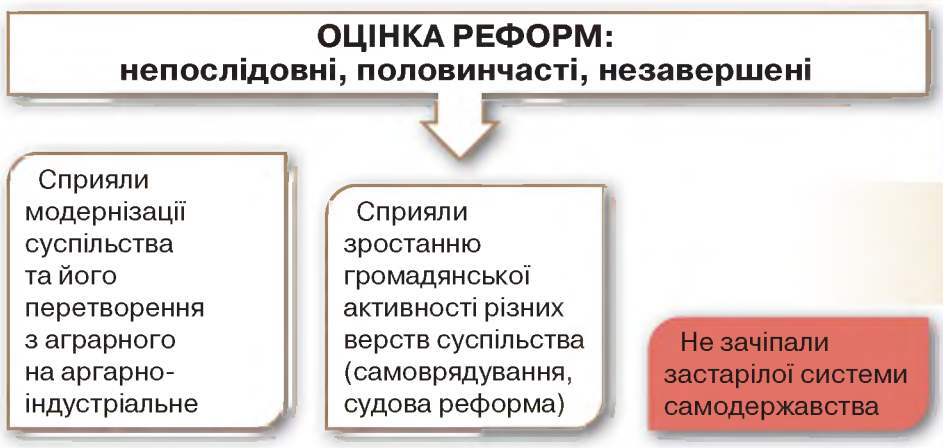 ОЦІНКА РЕФОРМ:
непослідовні, половинчасті, незавершені
Сприяли
модернізації
суспільства
та його
перетворення
з аграрного
на аргарно-
індустріальне
Сприяли
зростанню
громадянської
активності різних
верств суспільства
(самоврядування,
судова реформа)
Не зачіпали
застарілої системи
самодержавства